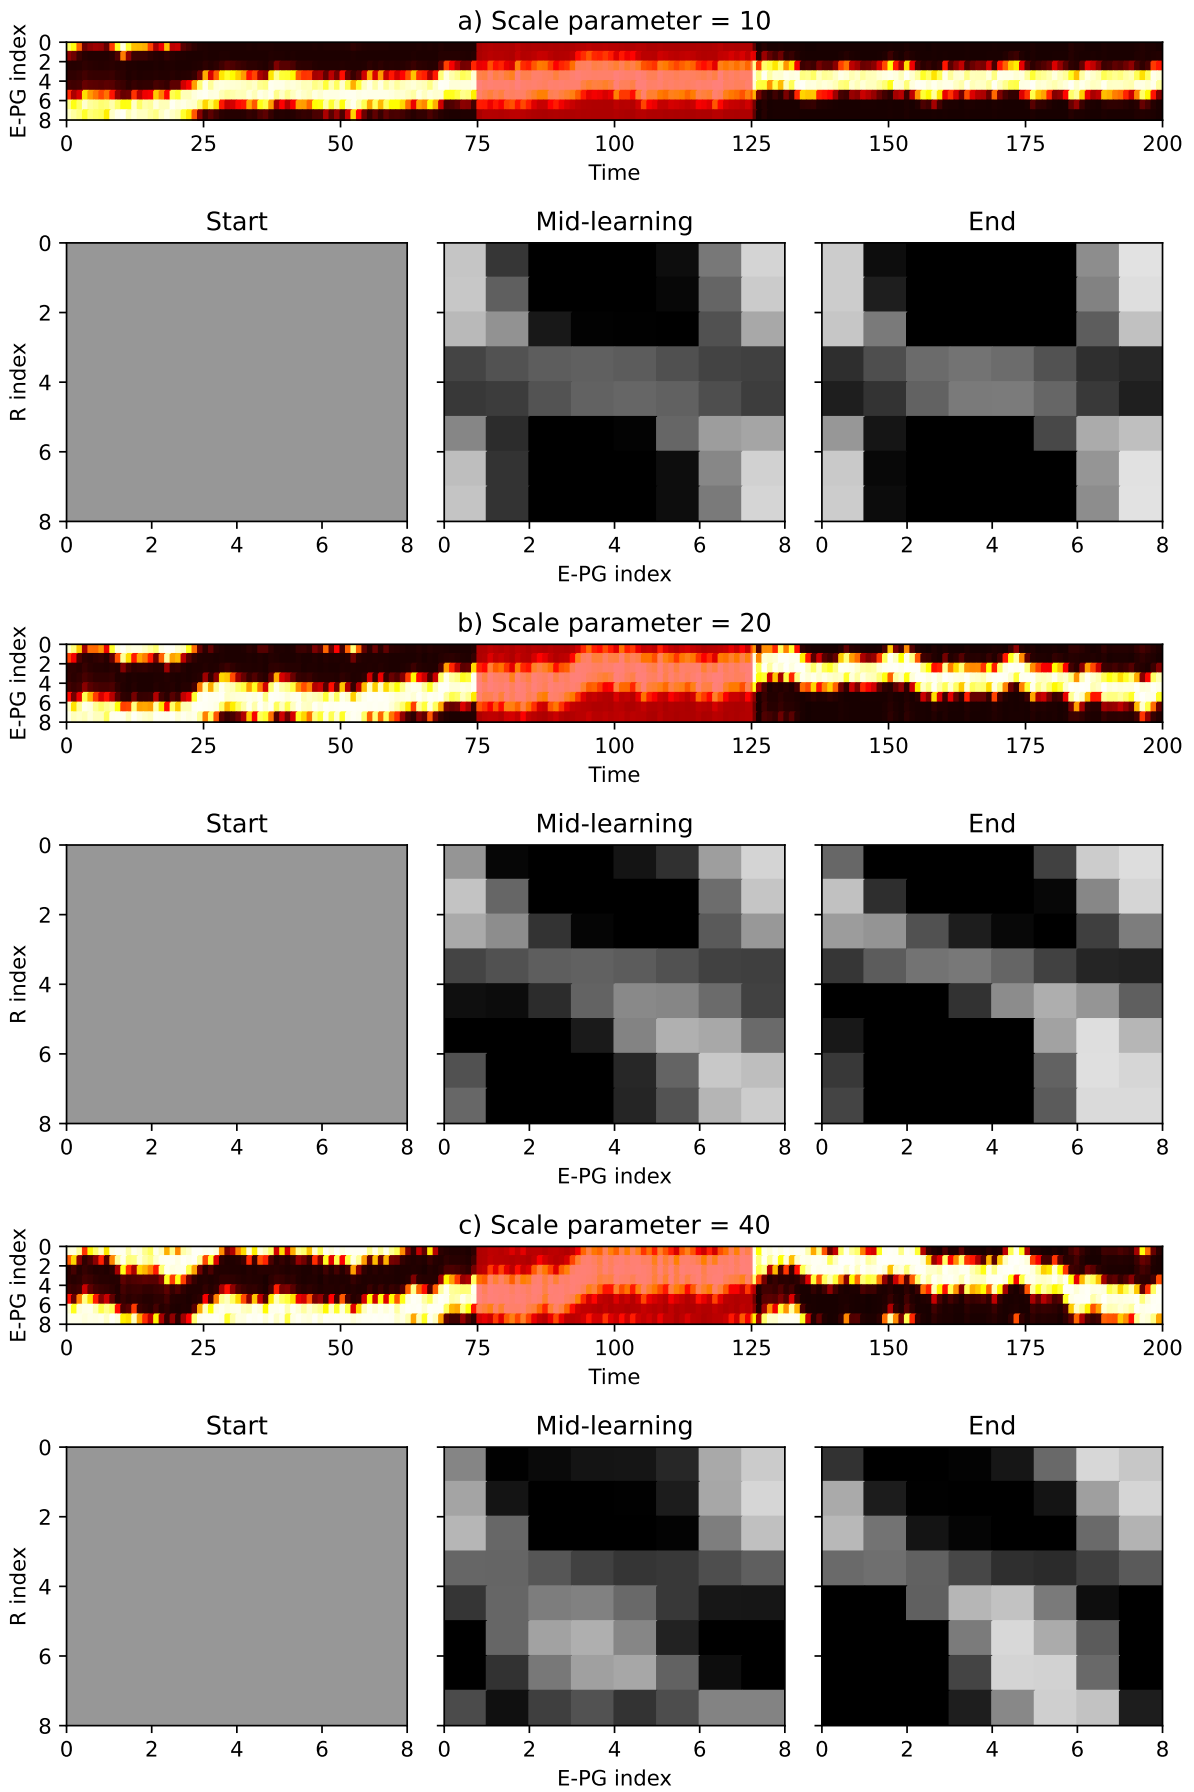 a) Scale parameter = 10
E-PG index
0
2
4
6
8
0 25 50 75 100 125 150 175 200
Time
Start Mid-learning End
R index
0
2
4
6
8
0 2 4 6 8 0 2 4 6 8 0 2 4 6 8
E-PG index
b) Scale parameter = 20
E-PG index
0
2
4
6
8
0 25 50 75 100 125 150 175 200
Time
Start Mid-learning End
R index
0
2
4
6
8
0 2 4 6 8 0 2 4 6 8 0 2 4 6 8
E-PG index
c) Scale parameter = 40
E-PG index
0
2
4
6
8
0 25 50 75 100 125 150 175 200
Time
Start Mid-learning End
R index
0
2
4
6
8
0 2 4 6 8 0 2 4 6 8 0 2 4 6 8
E-PG index